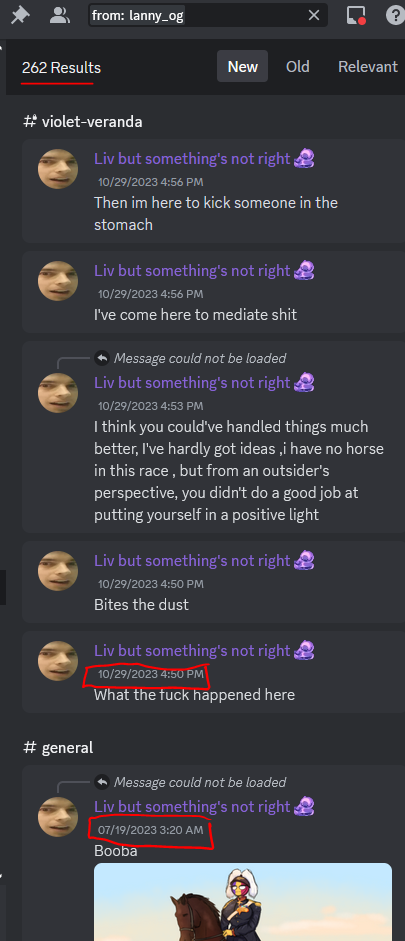 from: lanny_og
262 Results
New
Old
Relevant
# violet-veranda
Liv but something's not right
10/29/2023 4:56 PM
Then im here to kick someone in the
stomach
Liv but something's not right
10/29/2023 4:56 PM
I've come here to mediate shit
Message could not be loaded
Liv but something's not right
10/29/2023 4:53 PM
I think you could've handled things much
better, I've hardly got ideas ,i have no horse
in this race , but from an outsider's
perspective, you didn't do a good job at
putting yourself in a positive light
Liv but something's not right
10/29/2023 4:50 PM
Bites the dust
Liv but something's not right
10/29/2023 4:50 PM
What the fuck happened here
# general
Message could not be loaded
Liv but something's not right
07/19/2023 3:20 AM
Booba